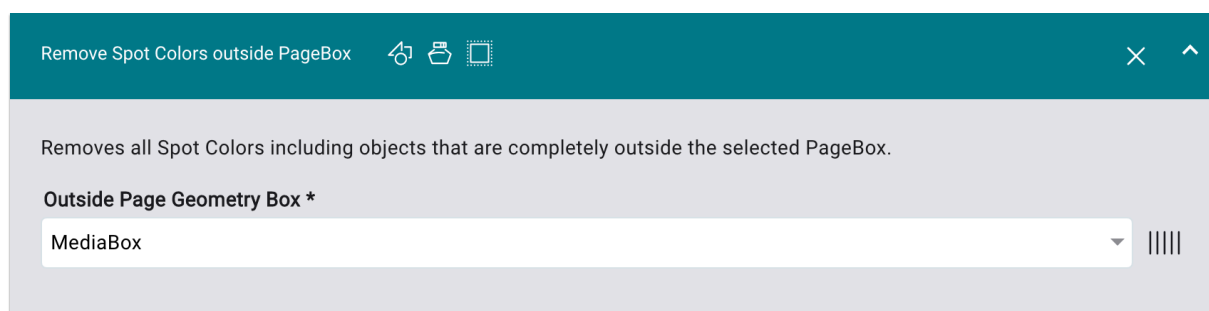 Remove Spot Colors outside PageBox
Removes all Spot Colors including objects that are completely outside the selected PageBox.
Outside Page Geometry Box *
MediaBox